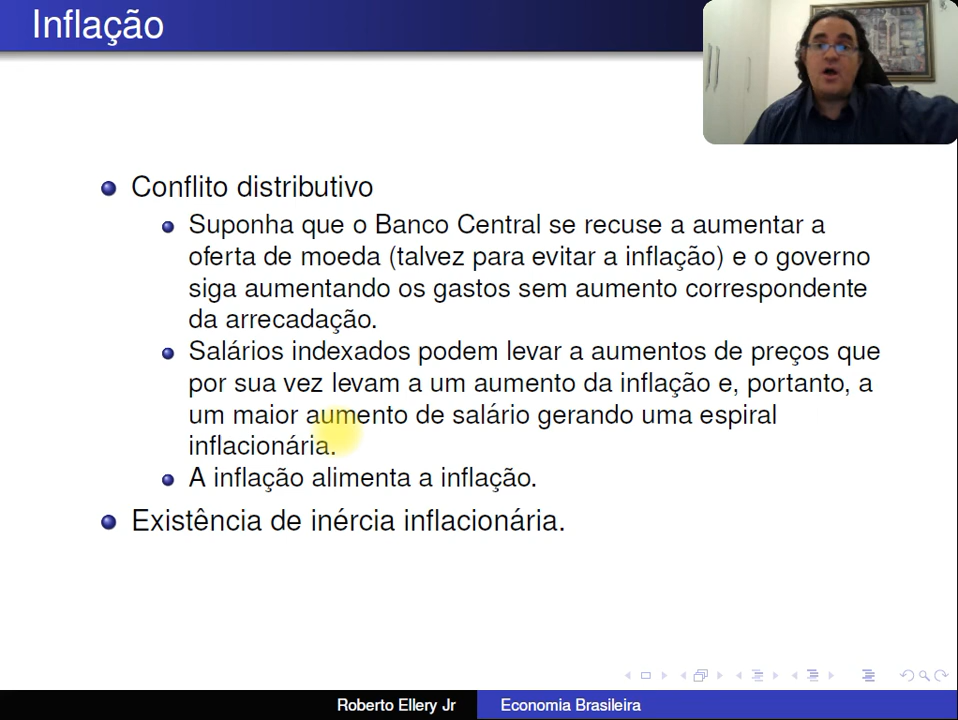 Inflação
Conflito distributivo
Suponha que o Banco Central se recuse a aumentar a
oferta de moeda (talvez para evitar a inflação) e o governo
siga aumentando os gastos sem aumento correspondente
da arrecadação.
Salários indexados podem levar a aumentos de preços que
por sua vez levam a um aumento da inflação e, portanto, a
um maior aumento de salário gerando uma espiral
inflacionária.
A inflação alimenta a inflação.
Existência de inércia inflacionária.
Roberto Ellery Jr
Economia Brasileira